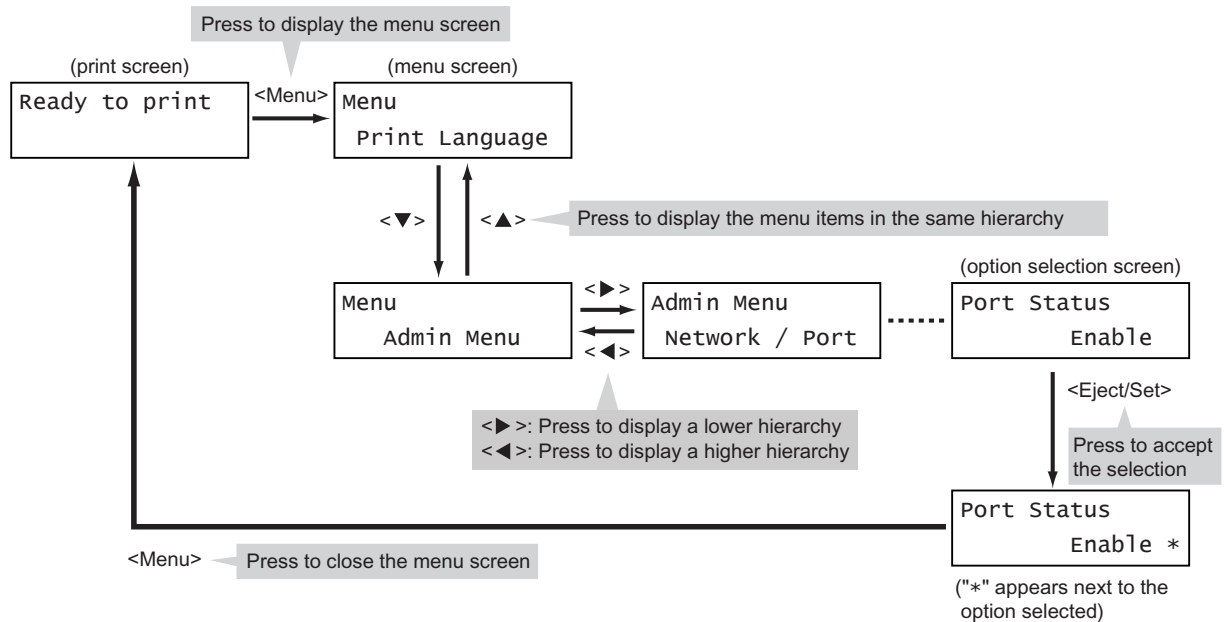 Press to display the menu screen
(print screen)
(menu screen)
Ready to print
<Menu>
Menu
Print Language
<▼>
<▲>
Press to display the menu items in the same hierarchy
(option selection screen)
Menu
Admin Menu
<▶>
<◀>
Admin Menu
Network / Port
Port Status
Enable
<▶>: Press to display a lower hierarchy
<◀>: Press to display a higher hierarchy
<Eject/Set>
Press to accept
the selection
Port Status
Enable *
<Menu>
Press to close the menu screen
("*" appears next to the
option selected)